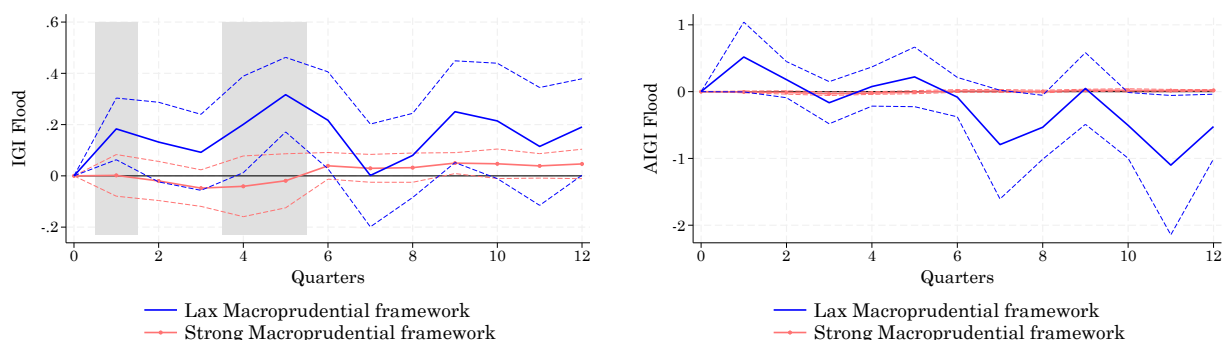 IGI Flood
.6
.4
.2
0
-.2
0 2 4 6 8 10 12
Quarters
Lax Macroprudential framework
Strong Macroprudential framework
AIGI Flood
1
0
-1
-2
0 2 4 6 8 10 12
Quarters
Lax Macroprudential framework
Strong Macroprudential framework